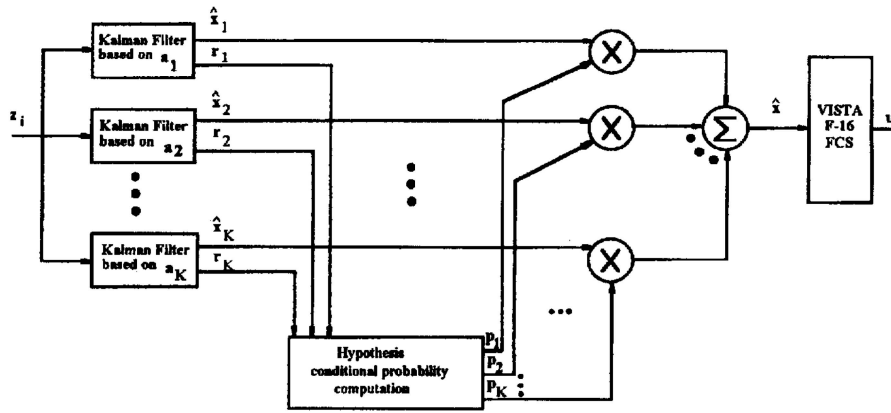 x̂1
Kalman Filter
based on a1
r1
X
zi
x̂2
Kalman Filter
based on a2
r2
X
Σ
x̂
VISTA
F-16
FCS
u
x̂K
Kalman Filter
based on aK
rK
X
Hypothesis
conditional probability
computation
p1
p2
pK